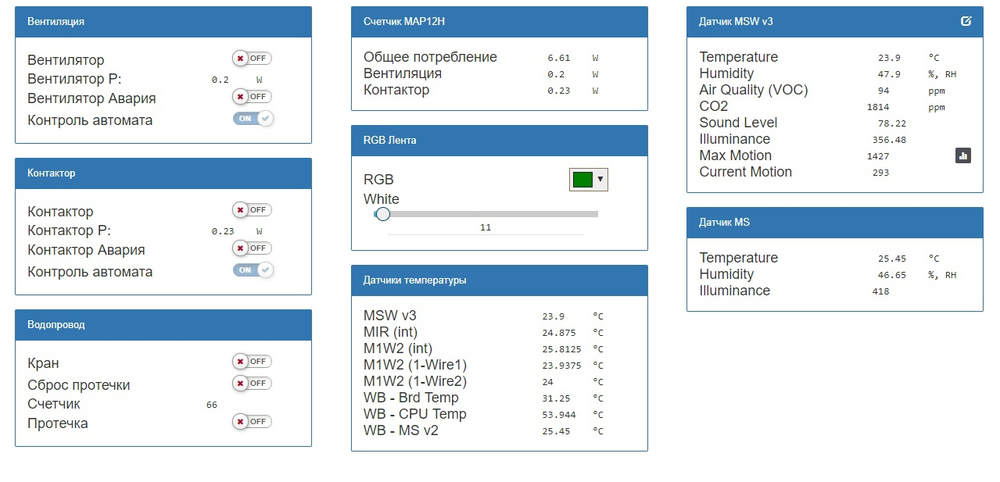 Вентиляция
Вентилятор OFF
Вентилятор P: 0.2 W
Вентилятор Авария OFF
Контроль автомата ON
Контактор
Контактор OFF
Контактор P: 0.23 W
Контактор Авария OFF
Контроль автомата ON
Водопровод
Кран OFF
Сброс протечки OFF
Счетчик 66
Протечка OFF
Счетчик MAP12H
Общее потребление 6.61 W
Вентиляция 0.2 W
Контактор 0.23 W
RGB Лента
RGB
White
11
Датчики температуры
MSW v3 23.9 °C
MIR (int) 24.875 °C
M1W2 (int) 25.8125 °C
M1W2 (1-Wire1) 23.9375 °C
M1W2 (1-Wire2) 24 °C
WB - Brd Temp 31.25 °C
WB - CPU Temp 53.944 °C
WB - MS v2 25.45 °C
Датчик MSW v3
Temperature 23.9 °C
Humidity 47.9 %, RH
Air Quality (VOC) 94 ppm
CO2 1814 ppm
Sound Level 78.22
Illuminance 356.48
Max Motion 1427
Current Motion 293
Датчик MS
Temperature 25.45 °C
Humidity 46.65 %, RH
Illuminance 418